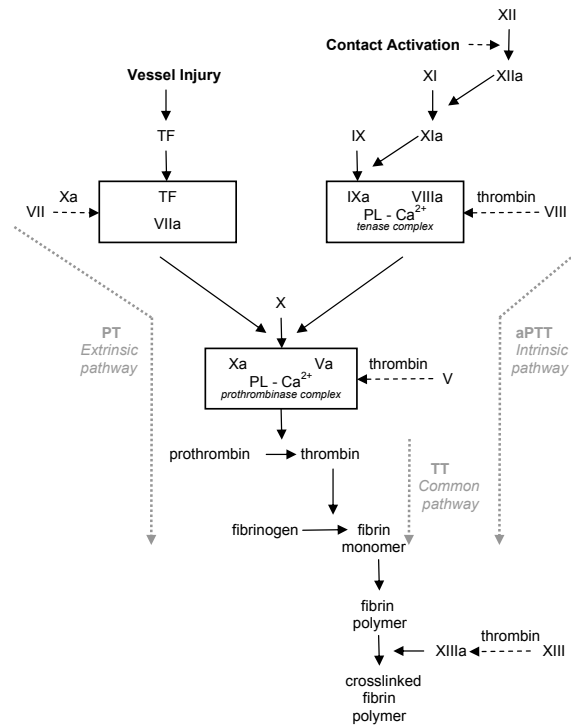 XII
Contact Activation
XIIa
XI
Vessel Injury
TF
IX
XIa
Xa
VII
TF
VIIa
IXa VIIIa
PL - Ca2+
tenase complex
thrombin
VIII
X
PT
Extrinsic
pathway
aPTT
Intrinsic
pathway
Xa Va
PL - Ca2+
prothrombinase complex
thrombin
V
prothrombin
thrombin
TT
Common
pathway
fibrinogen
fibrin
monomer
fibrin
polymer
XIIIa
thrombin
XIII
crosslinked
fibrin
polymer